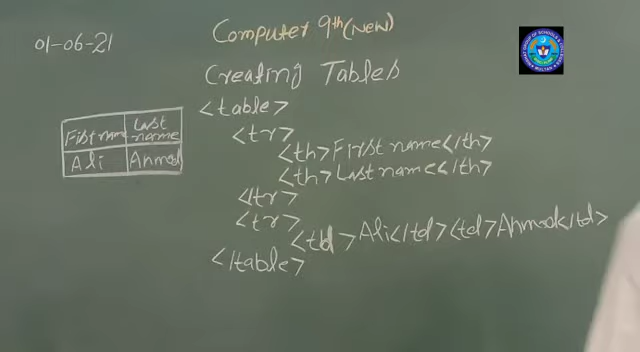 01-06-21
Computer 9th (New)
Creating Tables
<table>
<tr>
<th>First name</th>
<th>Last name</th>
</tr>
<tr>
<td>Ali</td><td>Ahmad</td>
</table>
First name Last name
Ali Ahmad